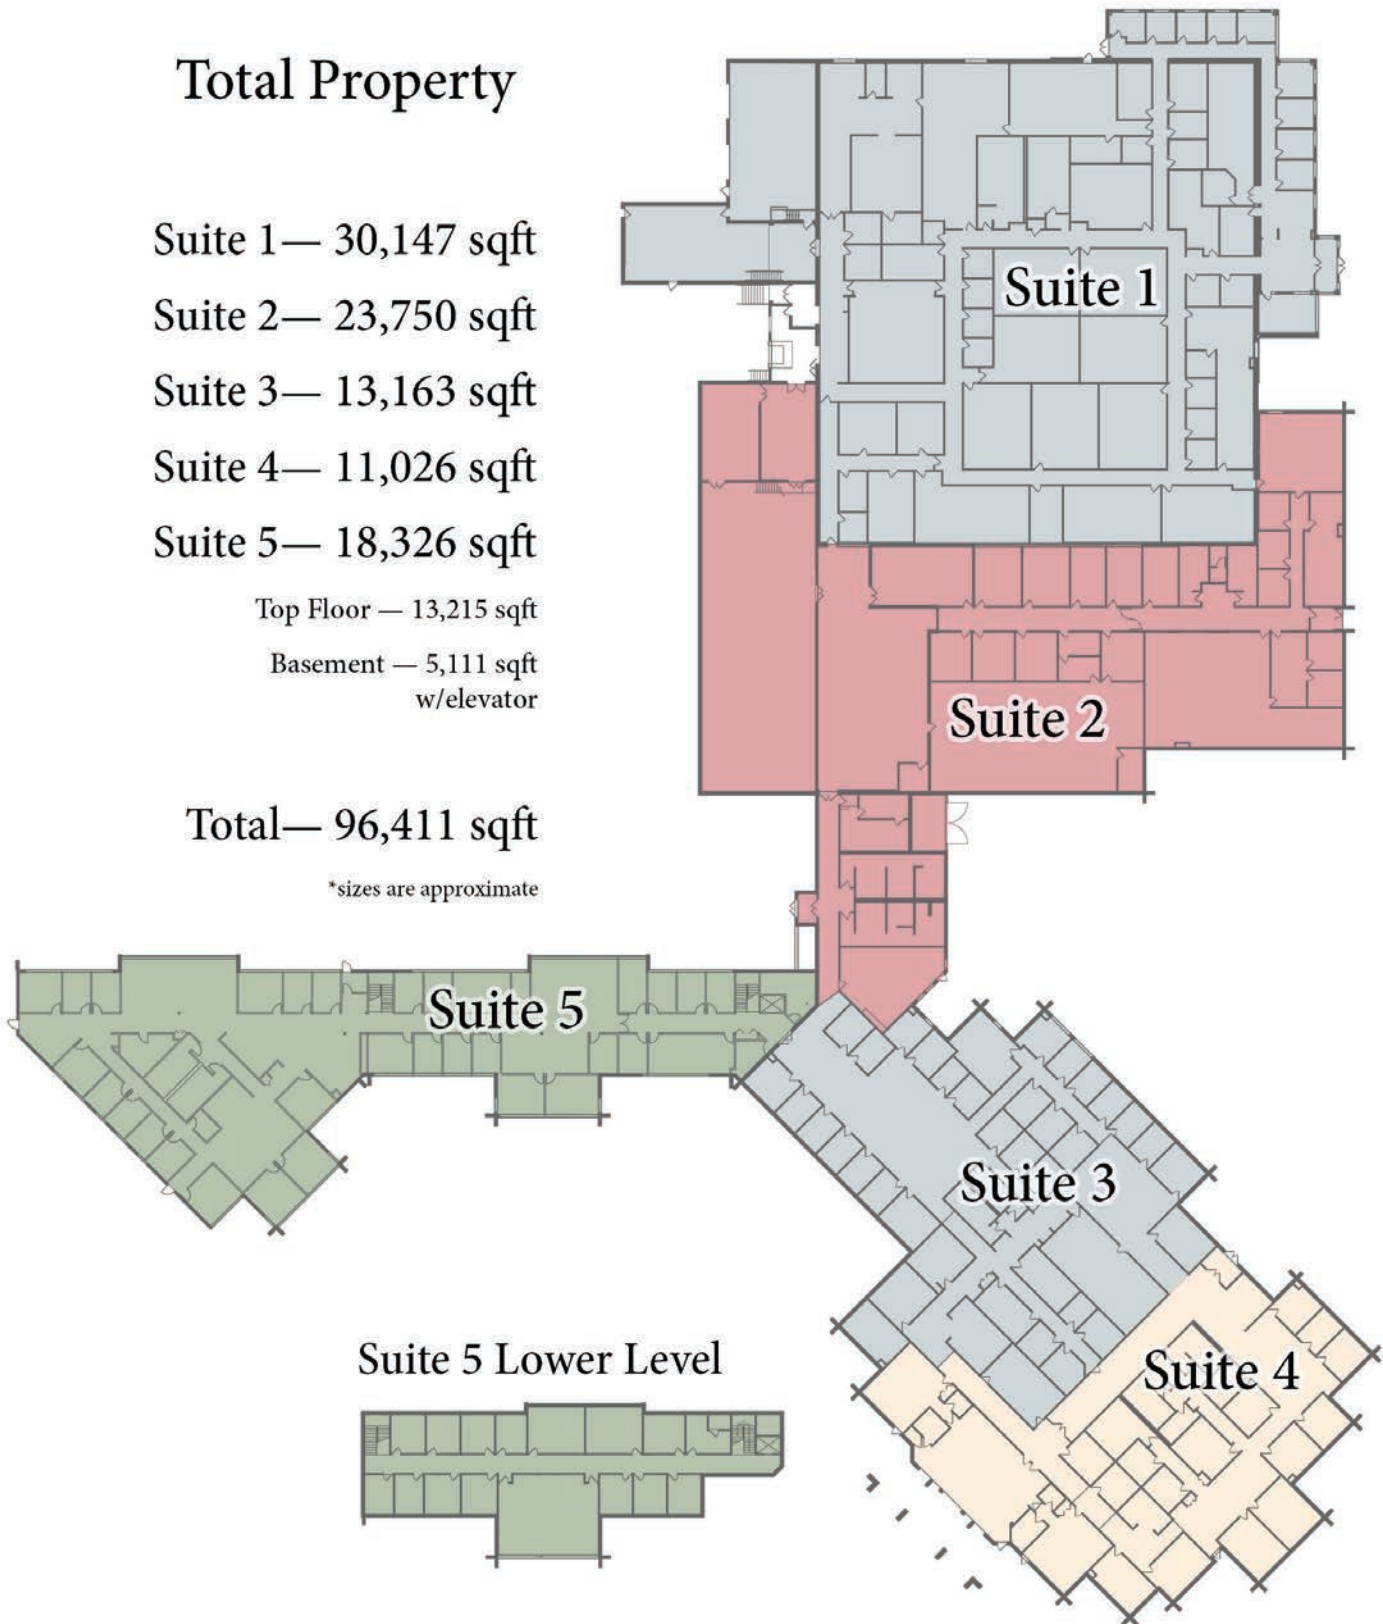 Total Property
Suite 1— 30,147 sqft
Suite 2— 23,750 sqft
Suite 3— 13,163 sqft
Suite 4— 11,026 sqft
Suite 5— 18,326 sqft
Top Floor — 13,215 sqft
Basement — 5,111 sqft
w/elevator
Total— 96,411 sqft
*sizes are approximate
Suite 1
Suite 2
Suite 5
Suite 3
Suite 4
Suite 5 Lower Level